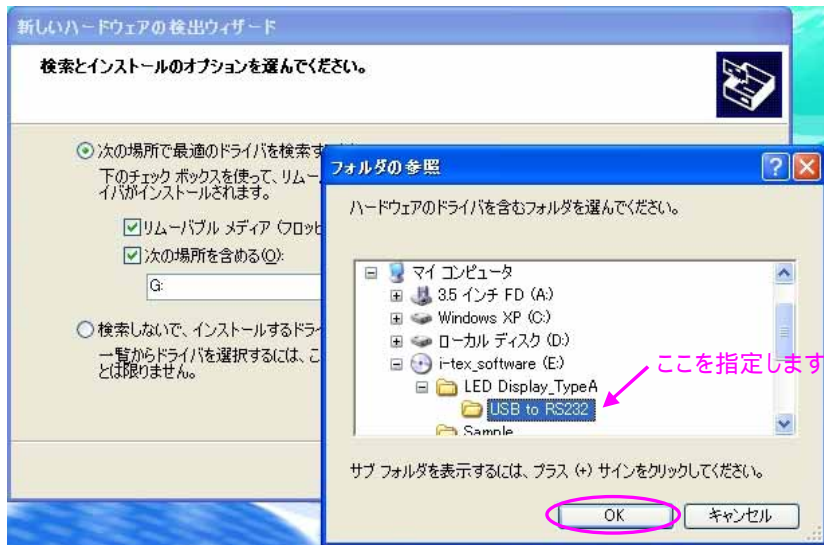 新しいハードウェアの検出ウィザード
検索とインストールのオプションを選んでください。
次の場所で最適のドライバを検索す
下のチェック ボックスを使って、リムー
イバがインストールされます。
リムーバブル メディア (フロッピ
次の場所を含める(O):
G:
検索しないで、インストールするドラ
一覧からドライバを選択するには、こ
とは限りません。
フォルダの参照
ハードウェアのドライバを含むフォルダを選んでください。
マイ コンピュータ
3.5 インチ FD (A:)
Windows XP (C:)
ローカル ディスク (D:)
i-tex_software (E:)
LED Display_TypeA
USB to RS232
Sample
ここを指定します
サブ フォルダを表示するには、プラス (+) サインをクリックしてください。
OK
キャンセル